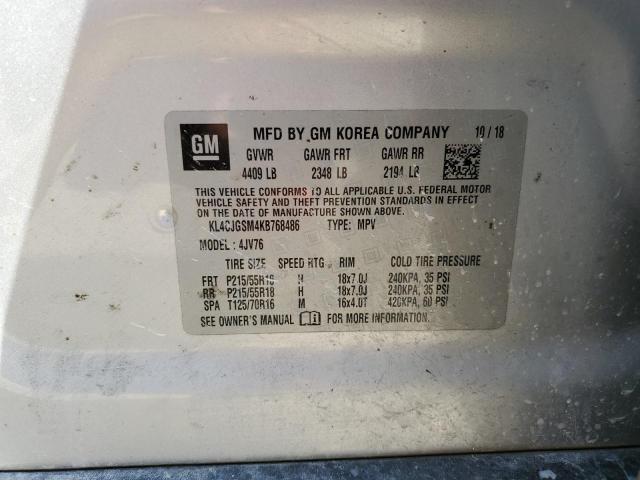 GM MFD BY GM KOREA COMPANY 10/18
GVWR GAWR FRT GAWR RR
4409 LB 2348 LB 2194 LB
THIS VEHICLE CONFORMS TO ALL APPLICABLE U.S. FEDERAL MOTOR
VEHICLE SAFETY AND THEFT PREVENTION STANDARDS IN EFFECT ON
THE DATE OF MANUFACTURE SHOWN ABOVE.
KL4CJGSM4KB768486 TYPE: MPV
MODEL: 4JV76
TIRE SIZE SPEED RTG RIM COLD TIRE PRESSURE
FRT P215/55R18 H 18x7.0J 240KPA, 35 PSI
RR P215/55R18 H 18x7.0J 240KPA, 35 PSI
SPA T125/70R16 M 16x4.0T 420KPA, 60 PSI
SEE OWNER'S MANUAL FOR MORE INFORMATION.